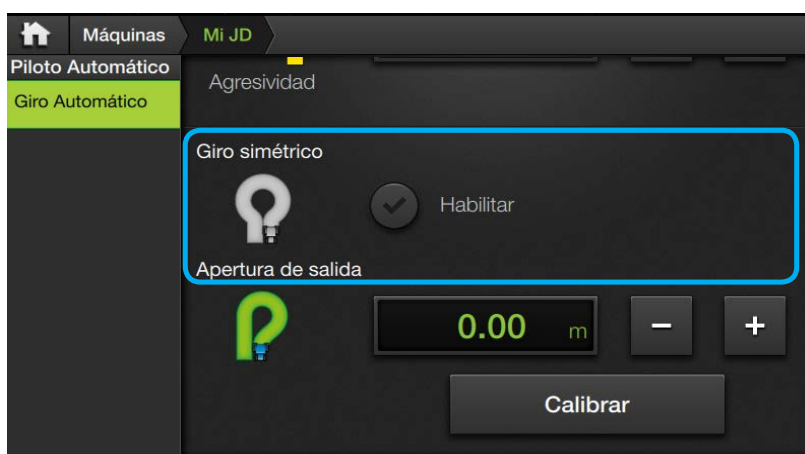 Máquinas
Mi JD
Piloto Automático
Giro Automático
Agresividad
Giro simétrico
Habilitar
Apertura de salida
0.00 m
Calibrar